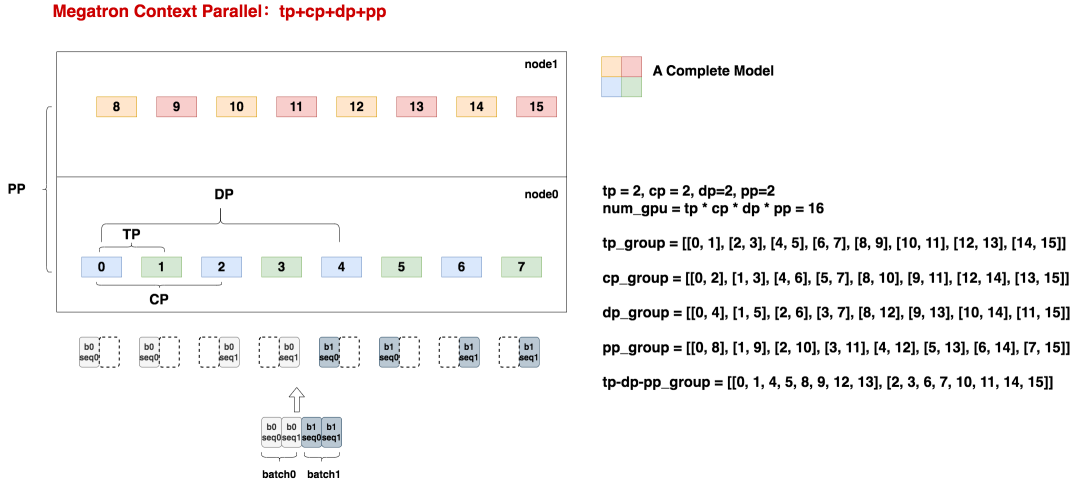 Megatron Context Parallel：tp+cp+dp+pp
node1
8 9 10 11 12 13 14 15
A Complete Model
PP
node0
DP
TP
0 1 2 3 4 5 6 7
CP
b0 b0 b0 b0 b1 b1 b1 b1
seq0 seq0 seq1 seq1 seq0 seq0 seq1 seq1
b0 b0 b1 b1
seq0 seq1 seq0 seq1
batch0 batch1
tp = 2, cp = 2, dp=2, pp=2
num_gpu = tp * cp * dp * pp = 16
tp_group = [[0, 1], [2, 3], [4, 5], [6, 7], [8, 9], [10, 11], [12, 13], [14, 15]]
cp_group = [[0, 2], [1, 3], [4, 6], [5, 7], [8, 10], [9, 11], [12, 14], [13, 15]]
dp_group = [[0, 4], [1, 5], [2, 6], [3, 7], [8, 12], [9, 13], [10, 14], [11, 15]]
pp_group = [[0, 8], [1, 9], [2, 10], [3, 11], [4, 12], [5, 13], [6, 14], [7, 15]]
tp-dp-pp_group = [[0, 1, 4, 5, 8, 9, 12, 13], [2, 3, 6, 7, 10, 11, 14, 15]]